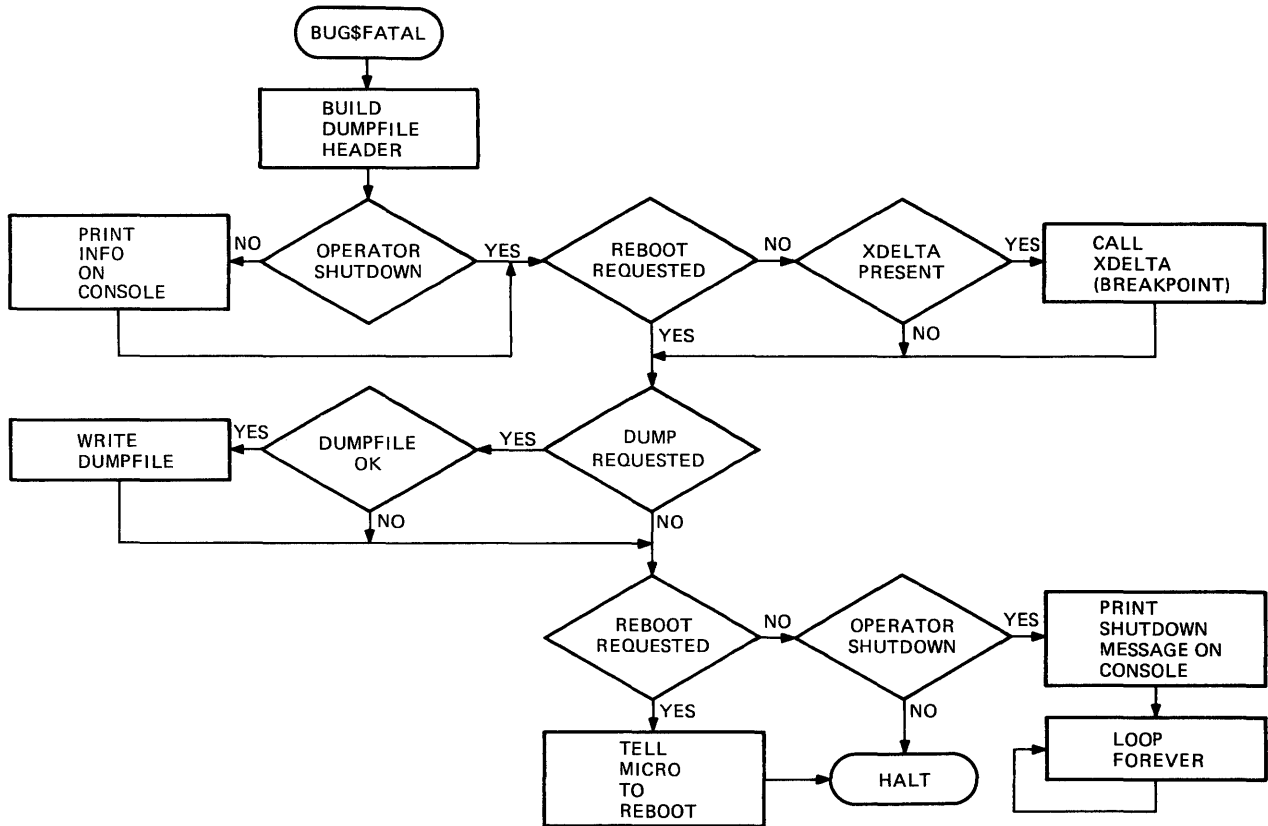 BUG$FATAL
BUILD
DUMPFILE
HEADER
PRINT
INFO
ON
CONSOLE
NO
OPERATOR
SHUTDOWN
YES
REBOOT
REQUESTED
NO
XDELTA
PRESENT
YES
CALL
XDELTA
(BREAKPOINT)
YES
NO
WRITE
DUMPFILE
YES
DUMPFILE
OK
YES
DUMP
REQUESTED
NO
NO
REBOOT
REQUESTED
NO
OPERATOR
SHUTDOWN
YES
PRINT
SHUTDOWN
MESSAGE ON
CONSOLE
YES
NO
TELL
MICRO
TO
REBOOT
HALT
LOOP
FOREVER